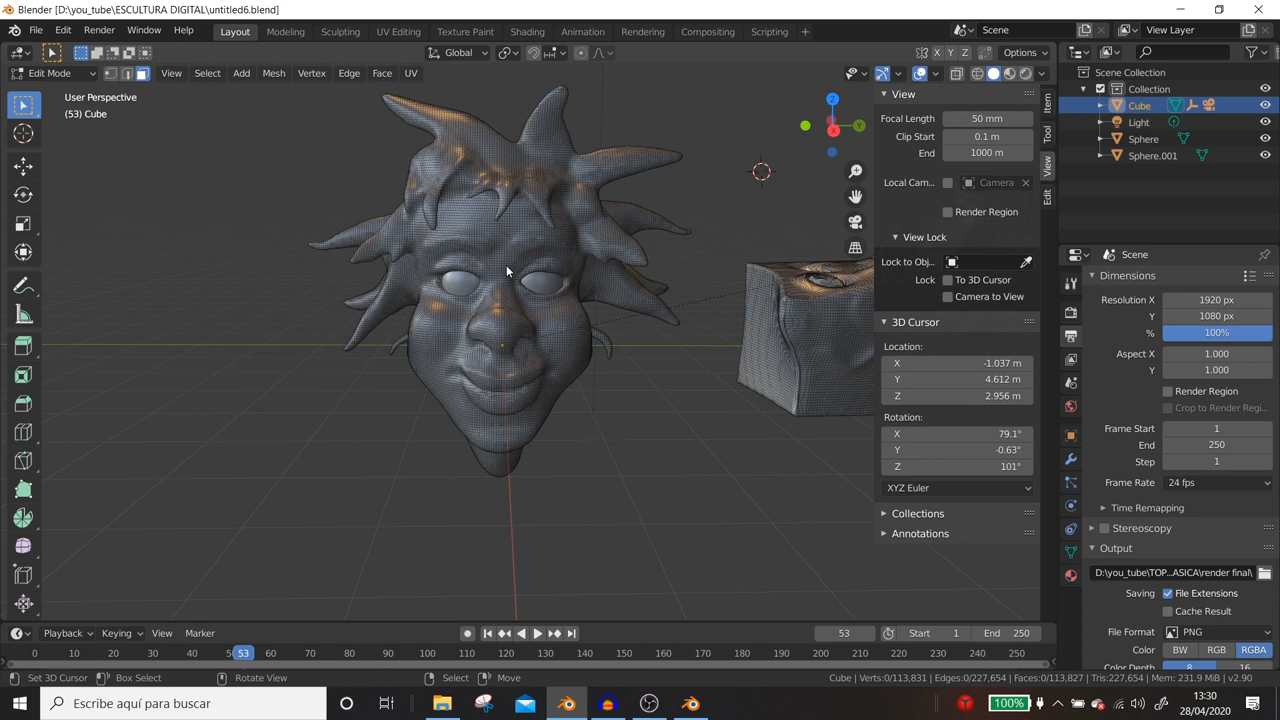 Blender [D:\you_tube\ESCULTURA DIGITAL\untitled6.blend]
File Edit Render Window Help Layout Modeling Sculpting UV Editing Texture Paint Shading Animation Rendering Compositing Scripting + Scene View Layer
Global X Y Z Options
Edit Mode View Select Add Mesh Vertex Edge Face UV
User Perspective
(53) Cube
Z
Y
X
View
Focal Length 50 mm
Clip Start 0.1 m
End 1000 m
Local Cam... Camera
Render Region
View Lock
Lock to Obj...
Lock To 3D Cursor
Camera to View
3D Cursor
Location:
X -1.037 m
Y 4.612 m
Z 2.956 m
Rotation:
X 79.1°
Y -0.63°
Z 101°
XYZ Euler
Collections
Annotations
Item
Tool
View
Edit
Scene Collection
Collection
Cube
Light
Sphere
Sphere.001
Scene
Dimensions
Resolution X 1920 px
Y 1080 px
% 100%
Aspect X 1.000
Y 1.000
Render Region
Crop to Render Regi...
Frame Start 1
End 250
Step 1
Frame Rate 24 fps
Time Remapping
Stereoscopy
Output
D:\you_tube\TOP...ASICA\render final\
Saving File Extensions
Cache Result
File Format PNG
Color BW RGB RGBA
Color Depth 8 16
Playback Keying View Marker 53 Start 1 End 250
0 10 20 30 40 53 60 70 80 90 100 110 120 130 140 150 160 170 180 190 200 210 220 230 240 250
Set 3D Cursor Box Select Rotate View Select Move Cube | Verts:0/113,831 | Edges:0/227,654 | Faces:0/113,827 | Tris:227,654 | Mem: 231.9 MiB | v2.90
Escribe aquí para buscar 100% 13:30
28/04/2020